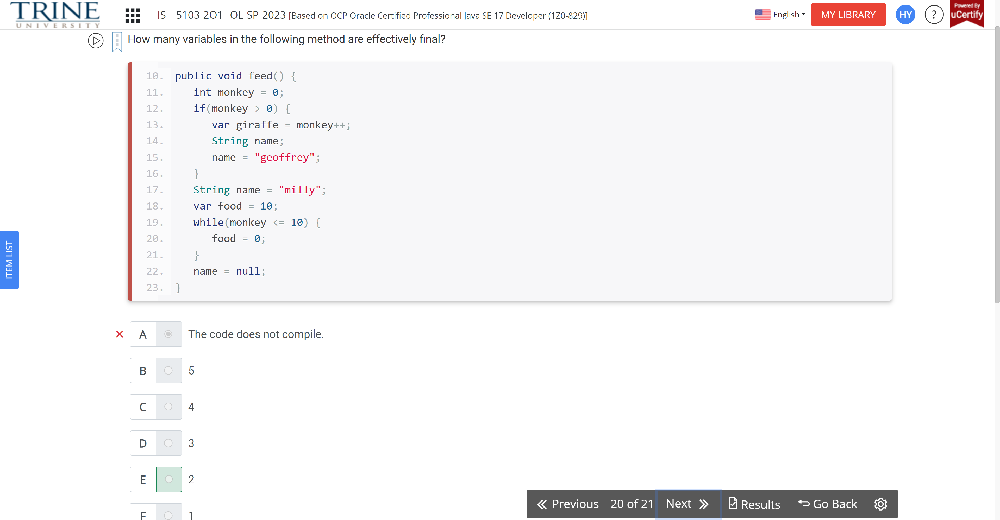 TRINE
UNIVERSITY
IS---5103-2O1--OL-SP-2023 [Based on OCP Oracle Certified Professional Java SE 17 Developer (1Z0-829)]
English
MY LIBRARY
HY
?
Powered By
uCertify
How many variables in the following method are effectively final?
10. public void feed() {
11. int monkey = 0;
12. if(monkey > 0) {
13. var giraffe = monkey++;
14. String name;
15. name = "geoffrey";
16. }
17. String name = "milly";
18. var food = 10;
19. while(monkey <= 10) {
20. food = 0;
21. }
22. name = null;
23. }
ITEM LIST
A The code does not compile.
B 5
C 4
D 3
E 2
F 1
Previous 20 of 21 Next Results Go Back